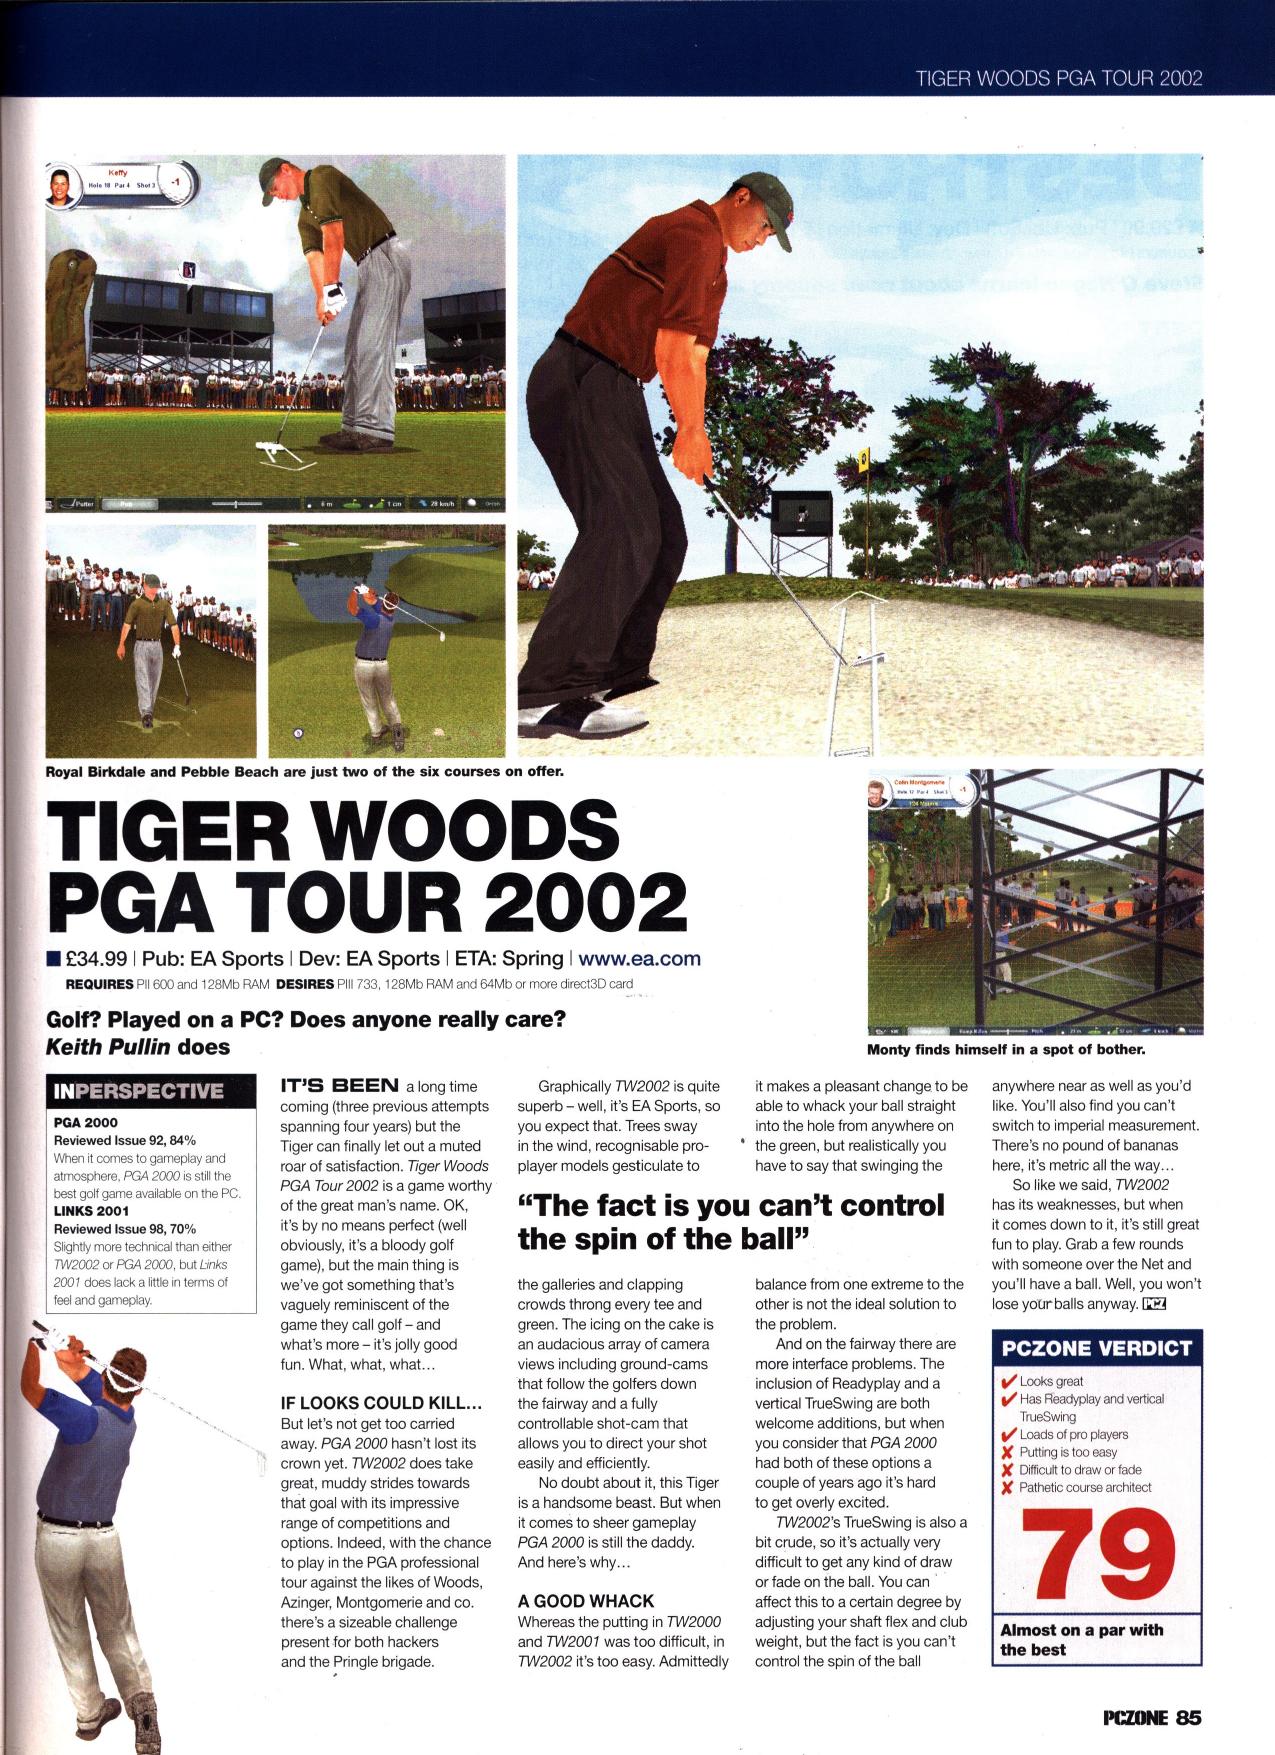 TIGER WOODS PGA TOUR 2002
Keffy
Hole 18 Par 4 Shot 3
-1
Putter
6 m
1 cm
28 km/h
Royal Birkdale and Pebble Beach are just two of the six courses on offer.
TIGER WOODS
PGA TOUR 2002
£34.99 | Pub: EA Sports | Dev: EA Sports | ETA: Spring | www.ea.com
REQUIRES PII 600 and 128Mb RAM DESIRES PIII 733, 128Mb RAM and 64Mb or more direct3D card
Golf? Played on a PC? Does anyone really care?
Keith Pullin does
Colin Montgomerie
Hole 12 Par 4 Shot 3
-1
Monty finds himself in a spot of bother.
INPERSPECTIVE
PGA 2000
Reviewed Issue 92, 84%
When it comes to gameplay and
atmosphere, PGA 2000 is still the
best golf game available on the PC.
LINKS 2001
Reviewed Issue 98, 70%
Slightly more technical than either
TW2002 or PGA 2000, but Links
2001 does lack a little in terms of
feel and gameplay.
IT'S BEEN a long time
coming (three previous attempts
spanning four years) but the
Tiger can finally let out a muted
roar of satisfaction. Tiger Woods
PGA Tour 2002 is a game worthy
of the great man's name. OK,
it's by no means perfect (well
obviously, it's a bloody golf
game), but the main thing is
we've got something that's
vaguely reminiscent of the
game they call golf – and
what's more – it's jolly good
fun. What, what, what…
IF LOOKS COULD KILL…
But let's not get too carried
away. PGA 2000 hasn't lost its
crown yet. TW2002 does take
great, muddy strides towards
that goal with its impressive
range of competitions and
options. Indeed, with the chance
to play in the PGA professional
tour against the likes of Woods,
Azinger, Montgomerie and co.
there's a sizeable challenge
present for both hackers
and the Pringle brigade.
Graphically TW2002 is quite
superb – well, it's EA Sports, so
you expect that. Trees sway
in the wind, recognisable pro-
player models gesticulate to
"The fact is you can't control
the spin of the ball"
the galleries and clapping
crowds throng every tee and
green. The icing on the cake is
an audacious array of camera
views including ground-cams
that follow the golfers down
the fairway and a fully
controllable shot-cam that
allows you to direct your shot
easily and efficiently.
No doubt about it, this Tiger
is a handsome beast. But when
it comes to sheer gameplay
PGA 2000 is still the daddy.
And here's why…
A GOOD WHACK
Whereas the putting in TW2000
and TW2001 was too difficult, in
TW2002 it's too easy. Admittedly
it makes a pleasant change to be
able to whack your ball straight
into the hole from anywhere on
the green, but realistically you
have to say that swinging the
balance from one extreme to the
other is not the ideal solution to
the problem.
And on the fairway there are
more interface problems. The
inclusion of Readyplay and a
vertical TrueSwing are both
welcome additions, but when
you consider that PGA 2000
had both of these options a
couple of years ago it's hard
to get overly excited.
TW2002's TrueSwing is also a
bit crude, so it's actually very
difficult to get any kind of draw
or fade on the ball. You can
affect this to a certain degree by
adjusting your shaft flex and club
weight, but the fact is you can't
control the spin of the ball
anywhere near as well as you'd
like. You'll also find you can't
switch to imperial measurement.
There's no pound of bananas
here, it's metric all the way…
So like we said, TW2002
has its weaknesses, but when
it comes down to it, it's still great
fun to play. Grab a few rounds
with someone over the Net and
you'll have a ball. Well, you won't
lose your balls anyway. PCZ
PCZONE VERDICT
Looks great
Has Readyplay and vertical
TrueSwing
Loads of pro players
Putting is too easy
Difficult to draw or fade
Pathetic course architect
79
Almost on a par with
the best
PCZONE 85